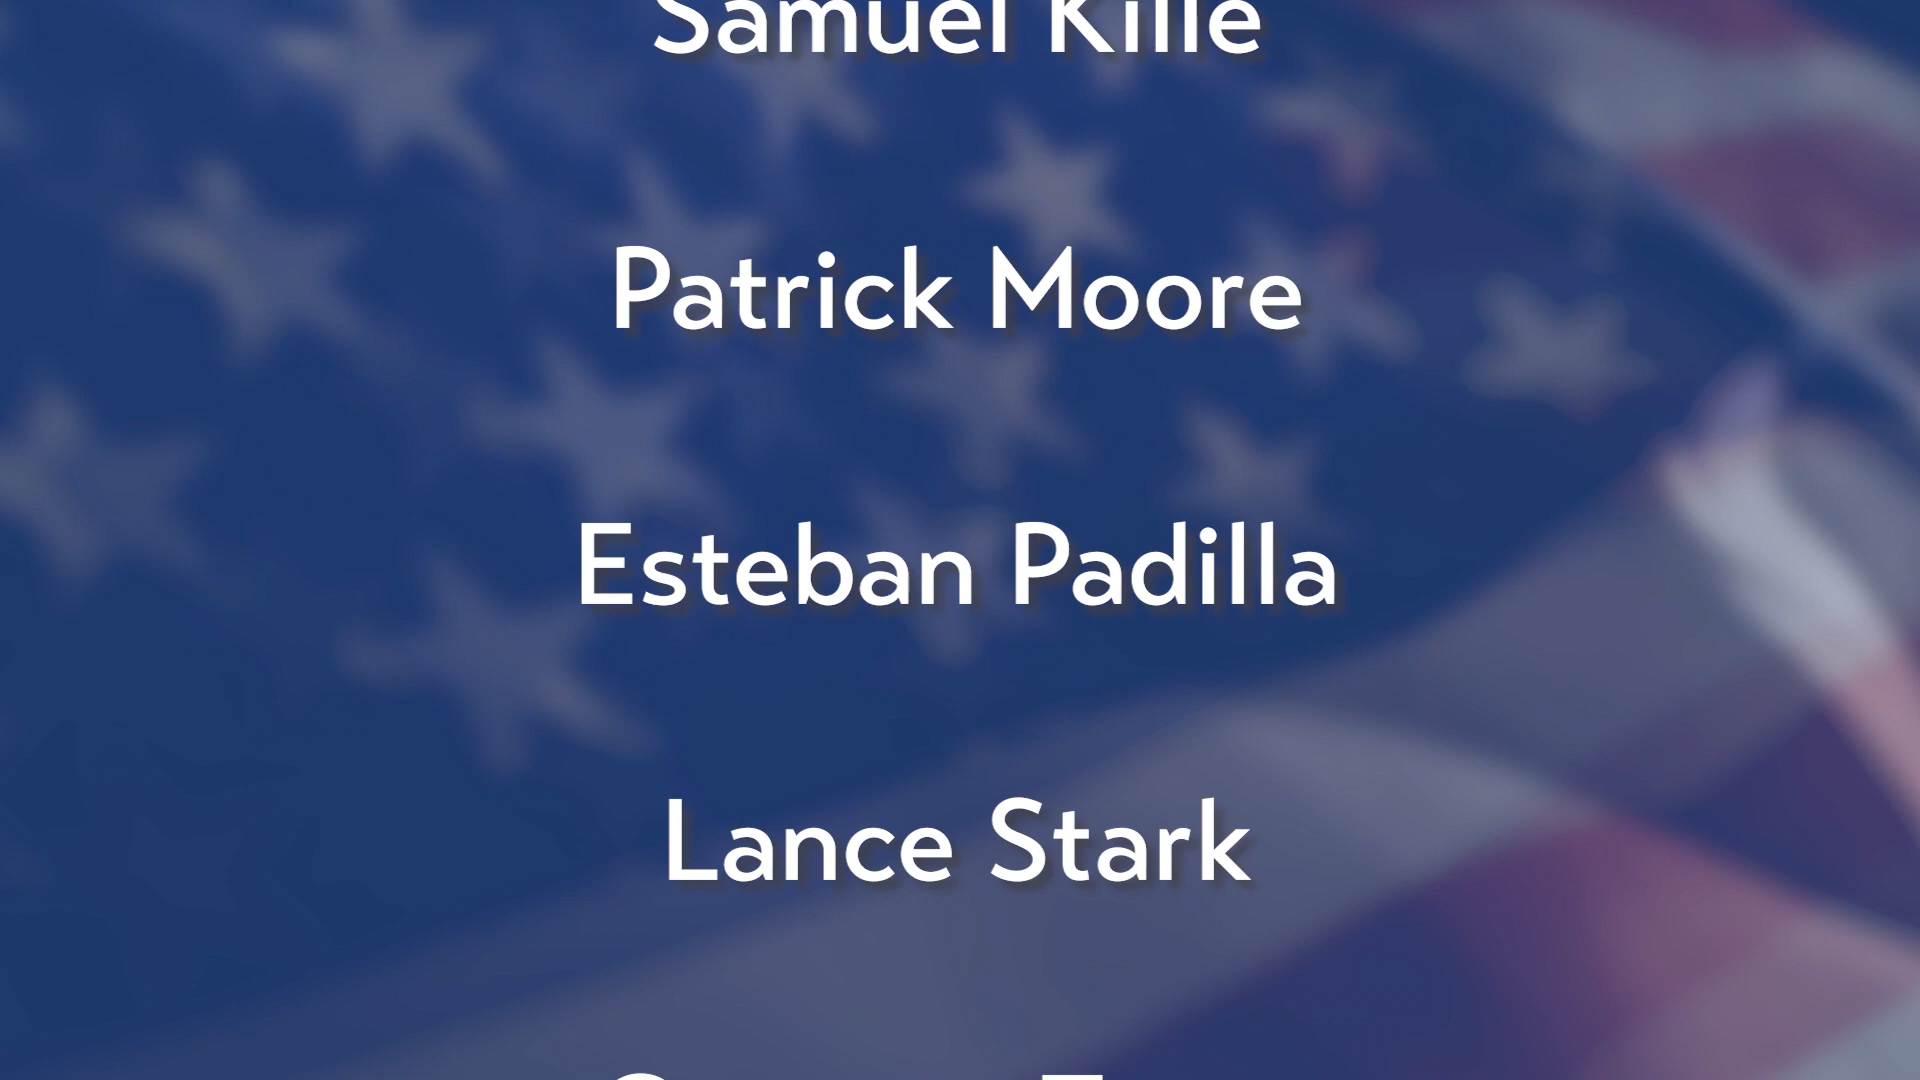 Samuel Kille
Patrick Moore
Esteban Padilla
Lance Stark